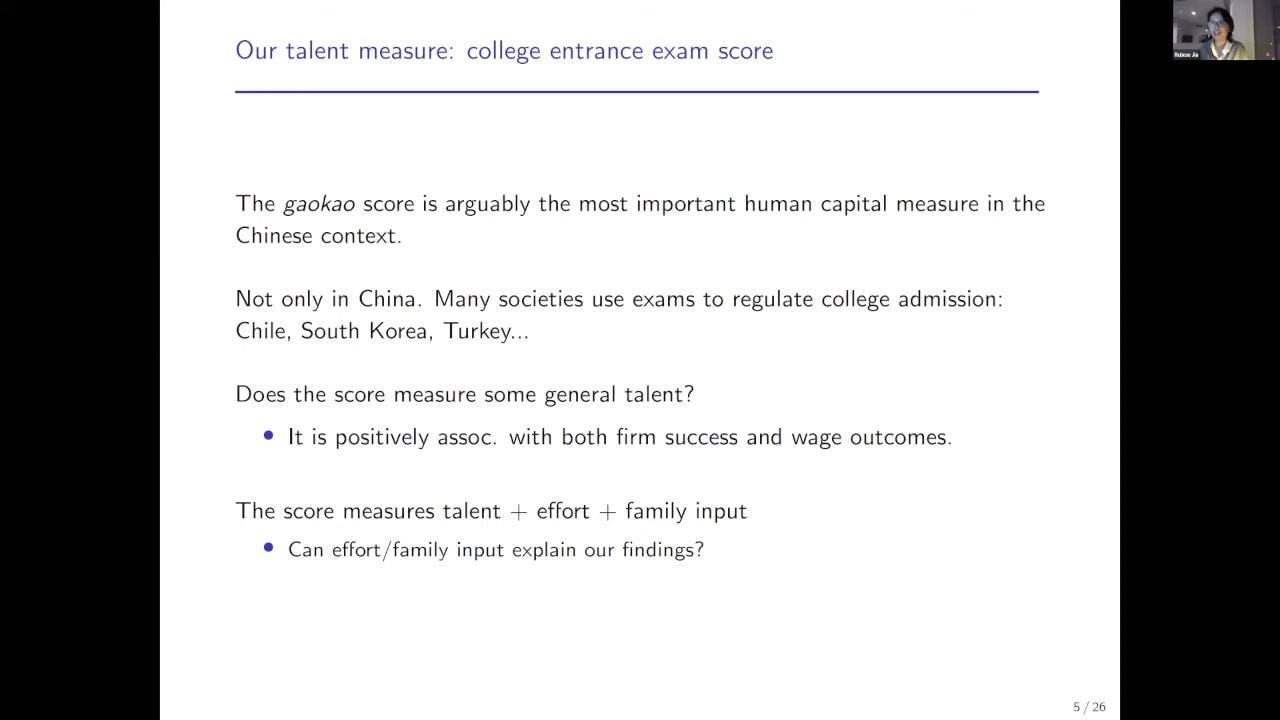 Our talent measure: college entrance exam score
Ruixue Jia
The gaokao score is arguably the most important human capital measure in the
Chinese context.
Not only in China. Many societies use exams to regulate college admission:
Chile, South Korea, Turkey...
Does the score measure some general talent?
It is positively assoc. with both firm success and wage outcomes.
The score measures talent + effort + family input
Can effort/family input explain our findings?
5 / 26